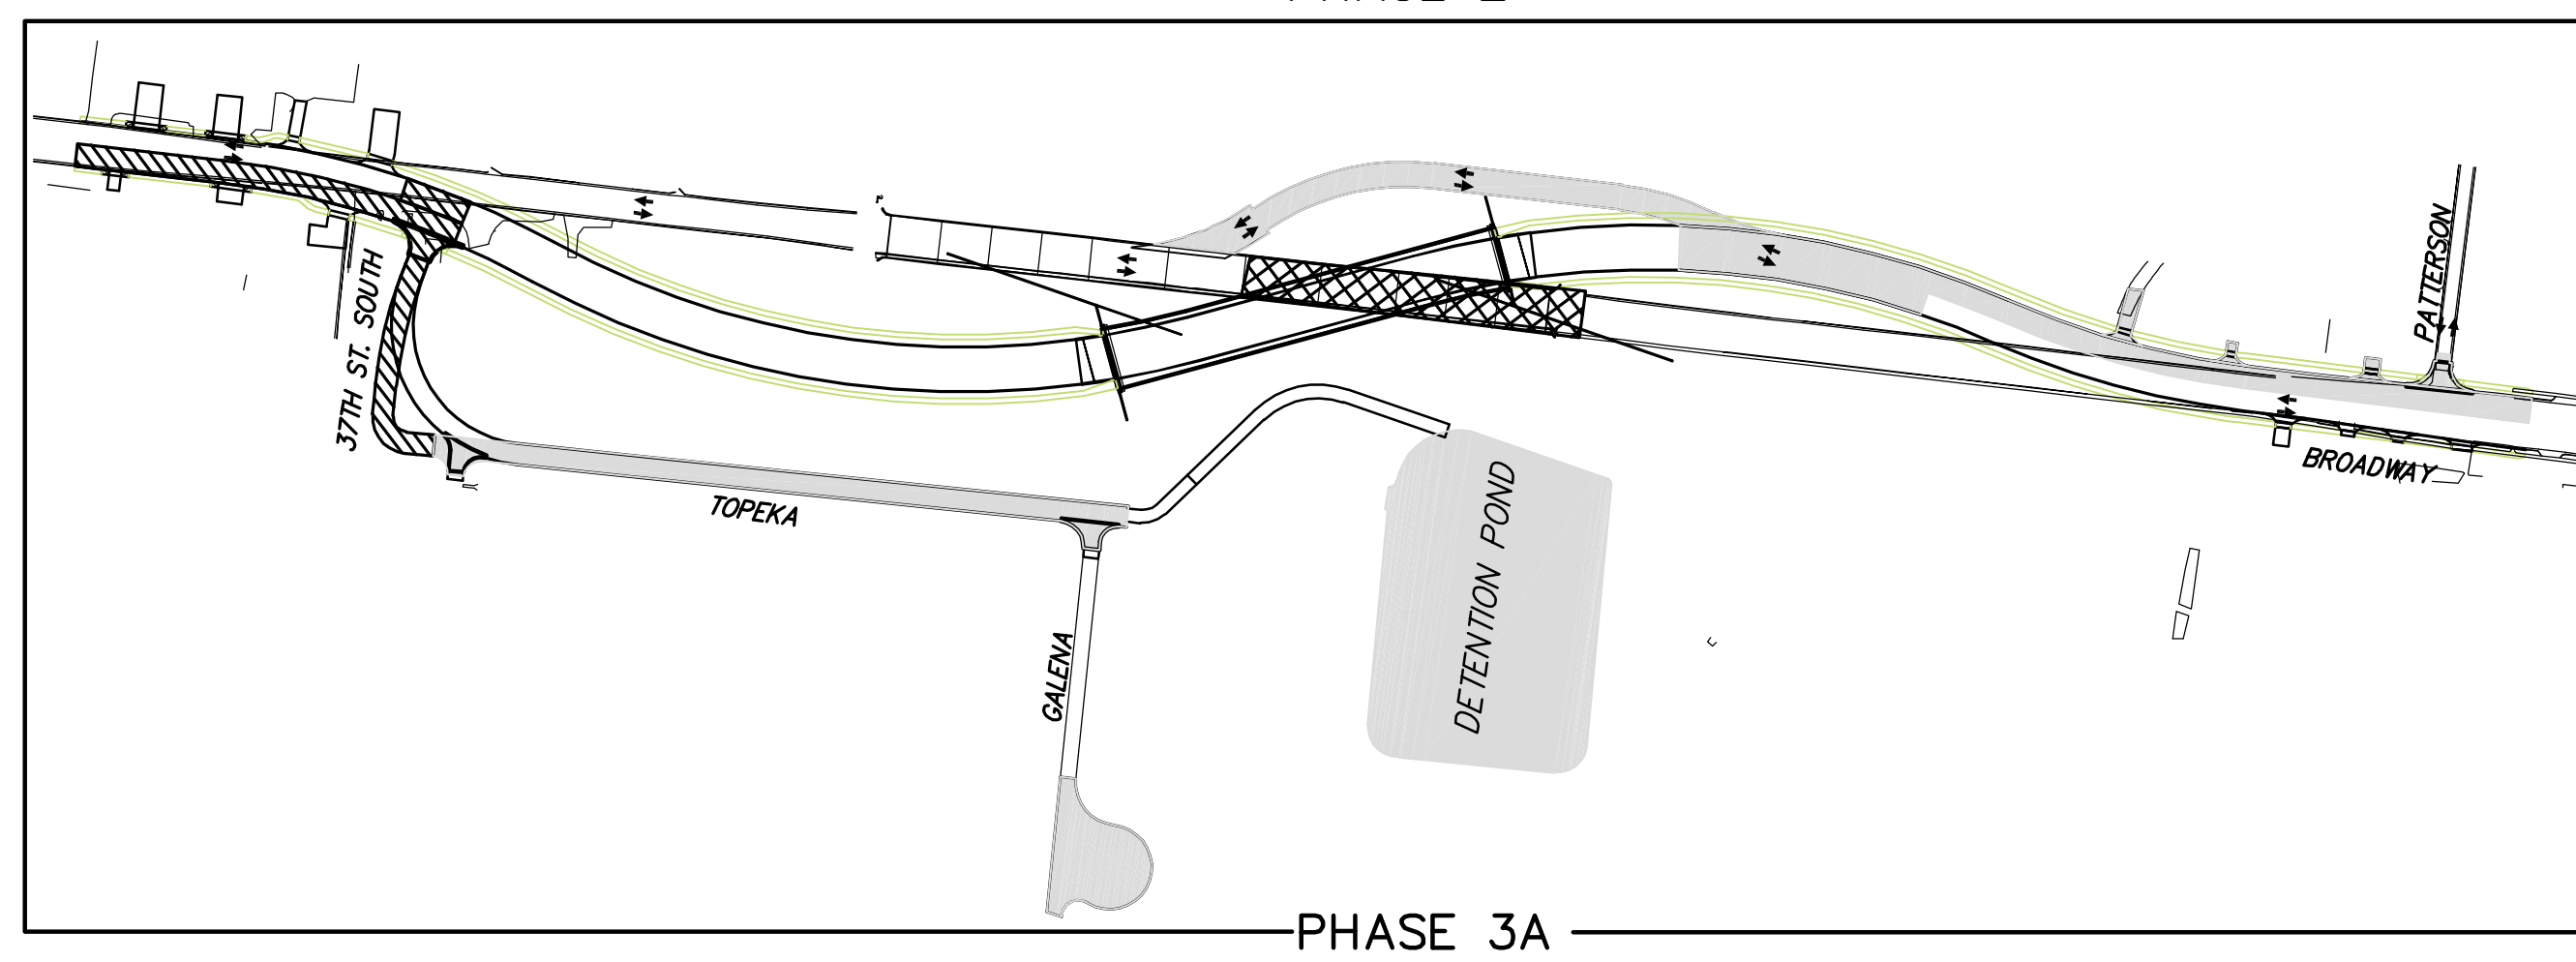 PATTERSON
37TH ST. SOUTH
BROADWAY
TOPEKA
DETENTION POND
GALENA
PHASE 3A